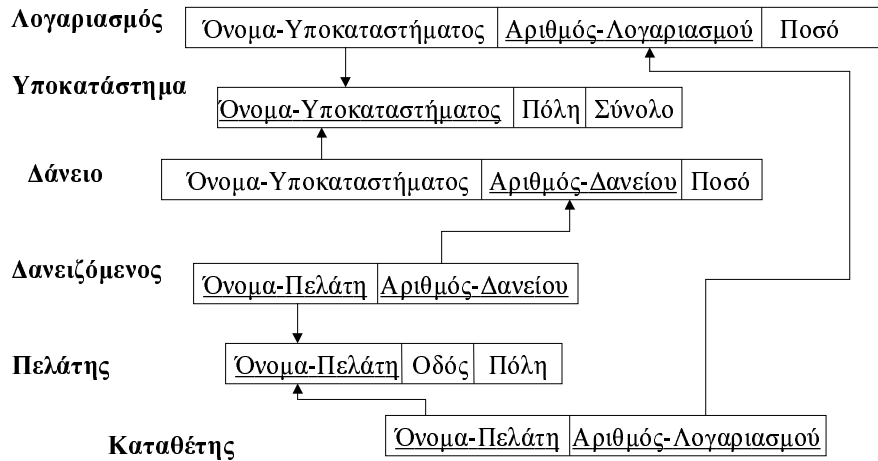 Λογαριασμός Όνομα-Υποκαταστήματος Αριθμός-Λογαριασμού Ποσό
Υποκατάστημα
Όνομα-Υποκαταστήματος Πόλη Σύνολο
Δάνειο Όνομα-Υποκαταστήματος Αριθμός-Δανείου Ποσό
Δανειζόμενος Όνομα-Πελάτη Αριθμός-Δανείου
Πελάτης Όνομα-Πελάτη Οδός Πόλη
Καταθέτης Όνομα-Πελάτη Αριθμός-Λογαριασμού